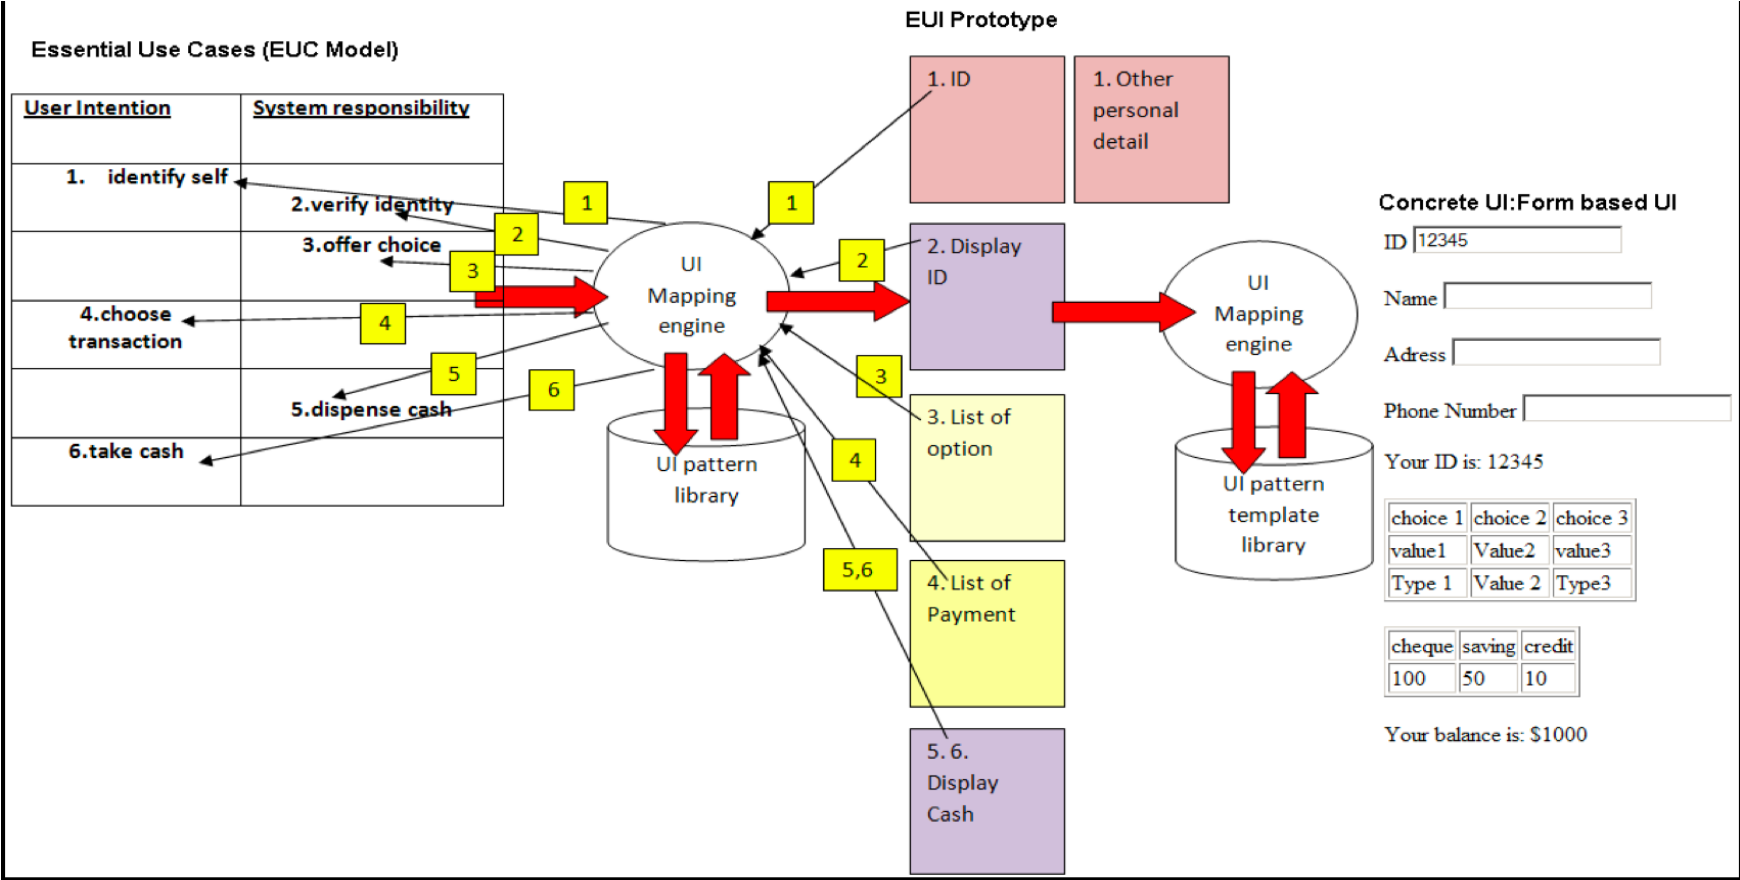 EUI Prototype
Essential Use Cases (EUC Model)
User Intention
System responsibility
1. identify self
2.verify identity
3.offer choice
4.choose
transaction
5.dispense cash
6.take cash
1
2
3
4
5
6
UI
Mapping
engine
UI pattern
library
1
2
3
4
5,6
1. ID
1. Other
personal
detail
2. Display
ID
3. List of
option
4. List of
Payment
5. 6.
Display
Cash
UI
Mapping
engine
UI pattern
template
library
Concrete UI:Form based UI
ID 12345
Name
Adress
Phone Number
Your ID is: 12345
choice 1 choice 2 choice 3
value1 Value2 value3
Type 1 Value 2 Type3
cheque saving credit
100 50 10
Your balance is: $1000